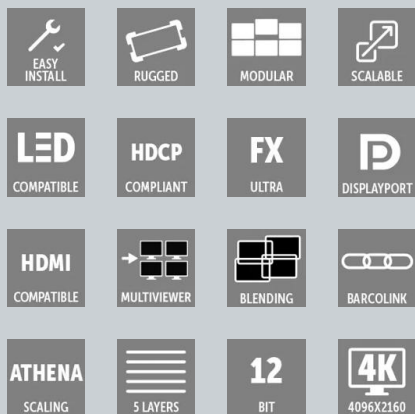 EASY
INSTALL
RUGGED
MODULAR
SCALABLE
LED
COMPATIBLE
HDCP
COMPLIANT
FX
ULTRA
DISPLAYPORT
HDMI
COMPATIBLE
MULTIVIEWER
BLENDING
BARCOLINK
ATHENA
SCALING
5 LAYERS
12
BIT
4K
4096X2160